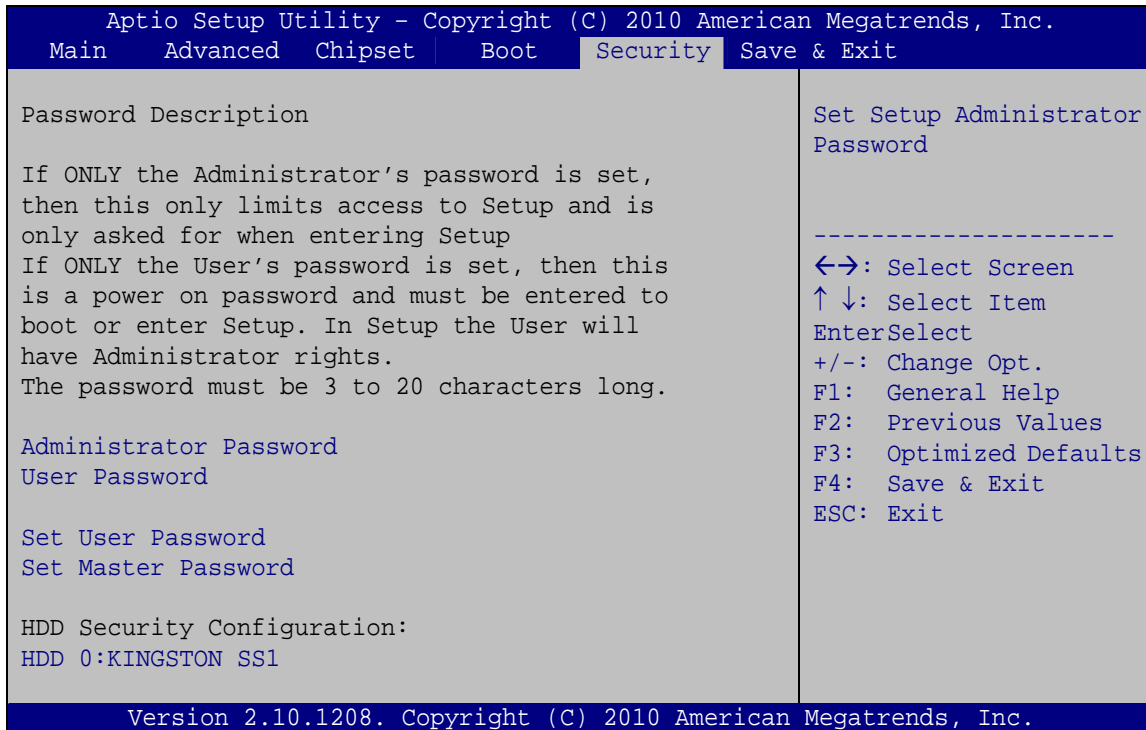 Aptio Setup Utility – Copyright (C) 2010 American Megatrends, Inc.
Main Advanced Chipset Boot Security Save & Exit
Password Description
If ONLY the Administrator’s password is set,
then this only limits access to Setup and is
only asked for when entering Setup
If ONLY the User’s password is set, then this
is a power on password and must be entered to
boot or enter Setup. In Setup the User will
have Administrator rights.
The password must be 3 to 20 characters long.
Administrator Password
User Password
Set User Password
Set Master Password
HDD Security Configuration:
HDD 0:KINGSTON SS1
Set Setup Administrator
Password
---------------------
←→: Select Screen
↑ ↓: Select Item
EnterSelect
+/-: Change Opt.
F1: General Help
F2: Previous Values
F3: Optimized Defaults
F4: Save & Exit
ESC: Exit
Version 2.10.1208. Copyright (C) 2010 American Megatrends, Inc.